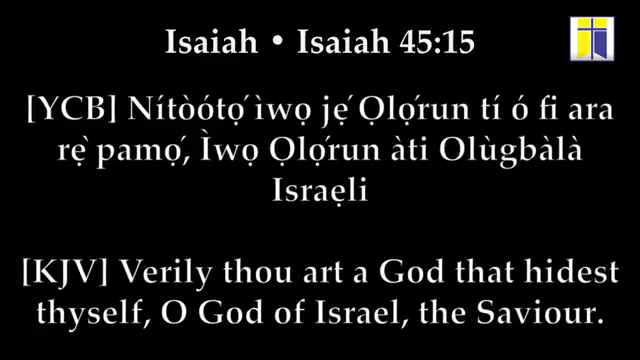 Isaiah • Isaiah 45:15
[YCB] Nítòótọ́ ìwọ jẹ́ Ọlọ́run tí ó fi ara
rẹ̀ pamọ́, Ìwọ Ọlọ́run àti Olùgbàlà
Israẹli
[KJV] Verily thou art a God that hidest
thyself, O God of Israel, the Saviour.